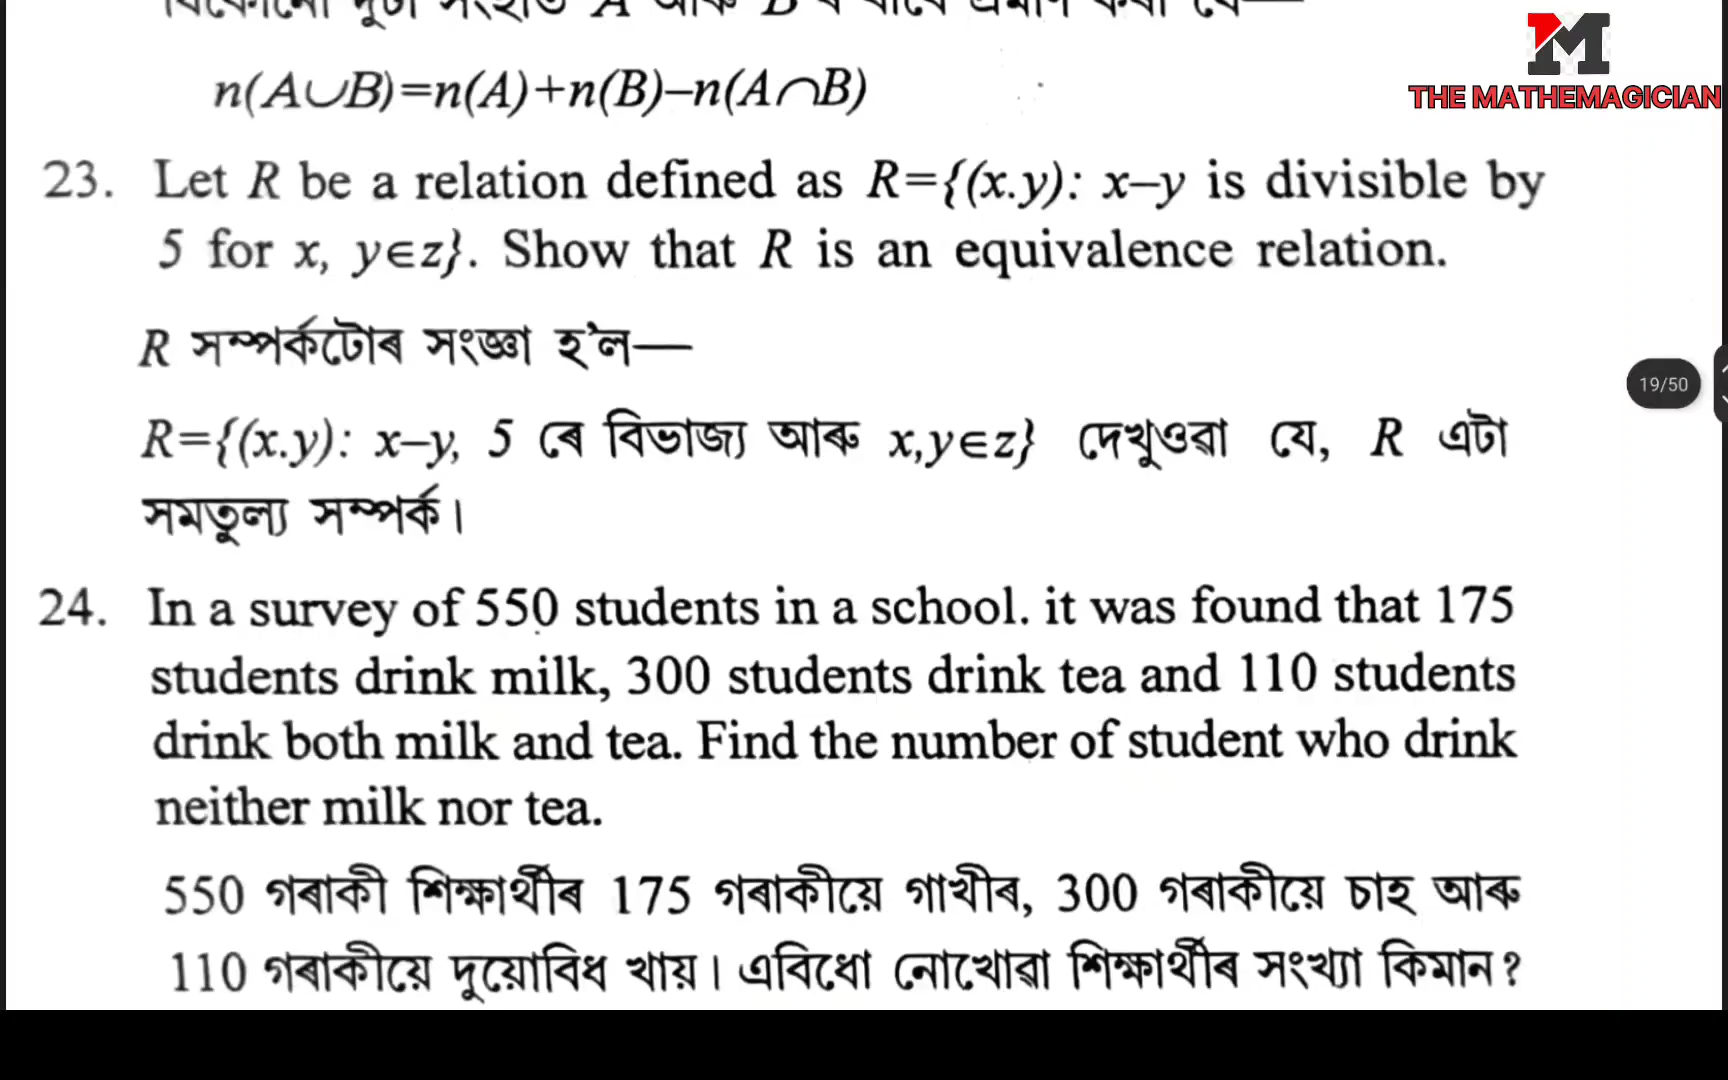 n(A∪B)=n(A)+n(B)–n(A∩B)
THE MATHEMAGICIAN
23. Let R be a relation defined as R={(x.y): x–y is divisible by
5 for x, y∈z}. Show that R is an equivalence relation.
R সম্পৰ্কটোৰ সংজ্ঞা হ'ল—
19/50
R={(x.y): x–y, 5 ৰে বিভাজ্য আৰু x,y∈z} দেখুওৱা যে, R এটা
সমতুল্য সম্পৰ্ক।
24. In a survey of 550 students in a school. it was found that 175
students drink milk, 300 students drink tea and 110 students
drink both milk and tea. Find the number of student who drink
neither milk nor tea.
550 গৰাকী শিক্ষাৰ্থীৰ 175 গৰাকীয়ে গাখীৰ, 300 গৰাকীয়ে চাহ আৰু
110 গৰাকীয়ে দুয়োবিধ খায়। এবিধো নোখোৱা শিক্ষাৰ্থীৰ সংখ্যা কিমান?